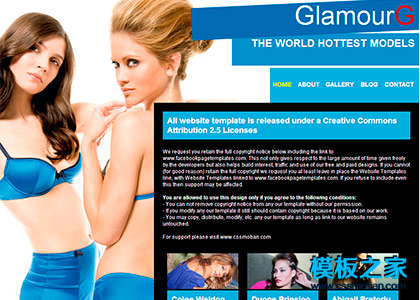 GlamourG
THE WORLD HOTTEST MODELS
HOME ABOUT GALLERY BLOG CONTACT
All website template is released under a Creative Commons
Attribution 2.5 Licenses
We request you retain the full copyright notice below including the link to
www.facebookpagetemplates.com. This not only gives respect to the large amount of time given freely
by the developers but also helps build interest, traffic and use of our free and paid designs. If you cannot
(for good reason) retain the full copyright we request you at least leave in place the Website Templates
line, with Website Templates linked to www.facebookpagetemplates.com. If you refuse to include even
this then support may be affected.
You are allowed to use this design only if you agree to the following conditions:
- You can not remove copyright notice from any our template without our permission.
- If you modify any our template it still should contain copyright because it is based on our work.
- You may copy, distribute, modify, etc. any our template as long as link to our website remains
untouched.
For support please visit www.cssmoban.com
模板之家
www.cssmoban.com
Colee Weldon
Duone Prinsloo
Abigail Pretoriu